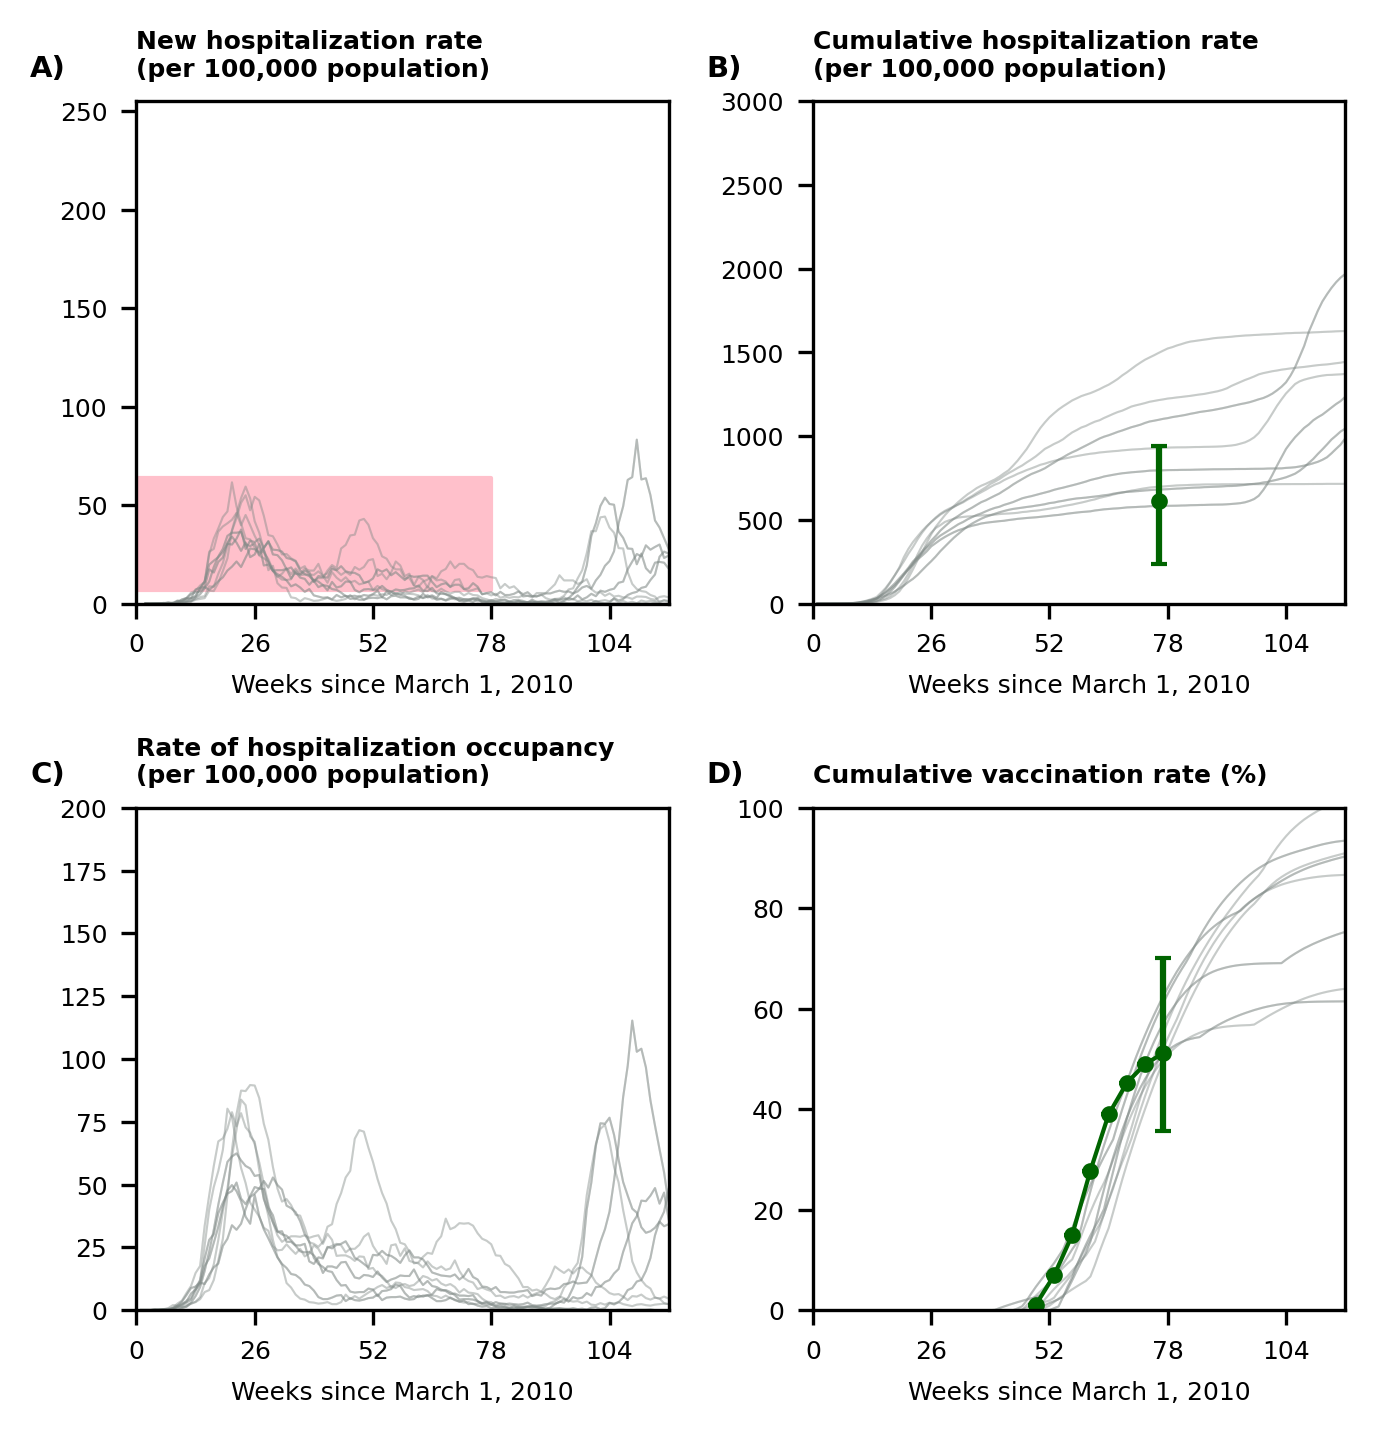 A)
New hospitalization rate
(per 100,000 population)
250
200
150
100
50
0
0 26 52 78 104
Weeks since March 1, 2010
B)
Cumulative hospitalization rate
(per 100,000 population)
3000
2500
2000
1500
1000
500
0
0 26 52 78 104
Weeks since March 1, 2010
C)
Rate of hospitalization occupancy
(per 100,000 population)
200
175
150
125
100
75
50
25
0
0 26 52 78 104
Weeks since March 1, 2010
D)
Cumulative vaccination rate (%)
100
80
60
40
20
0
0 26 52 78 104
Weeks since March 1, 2010